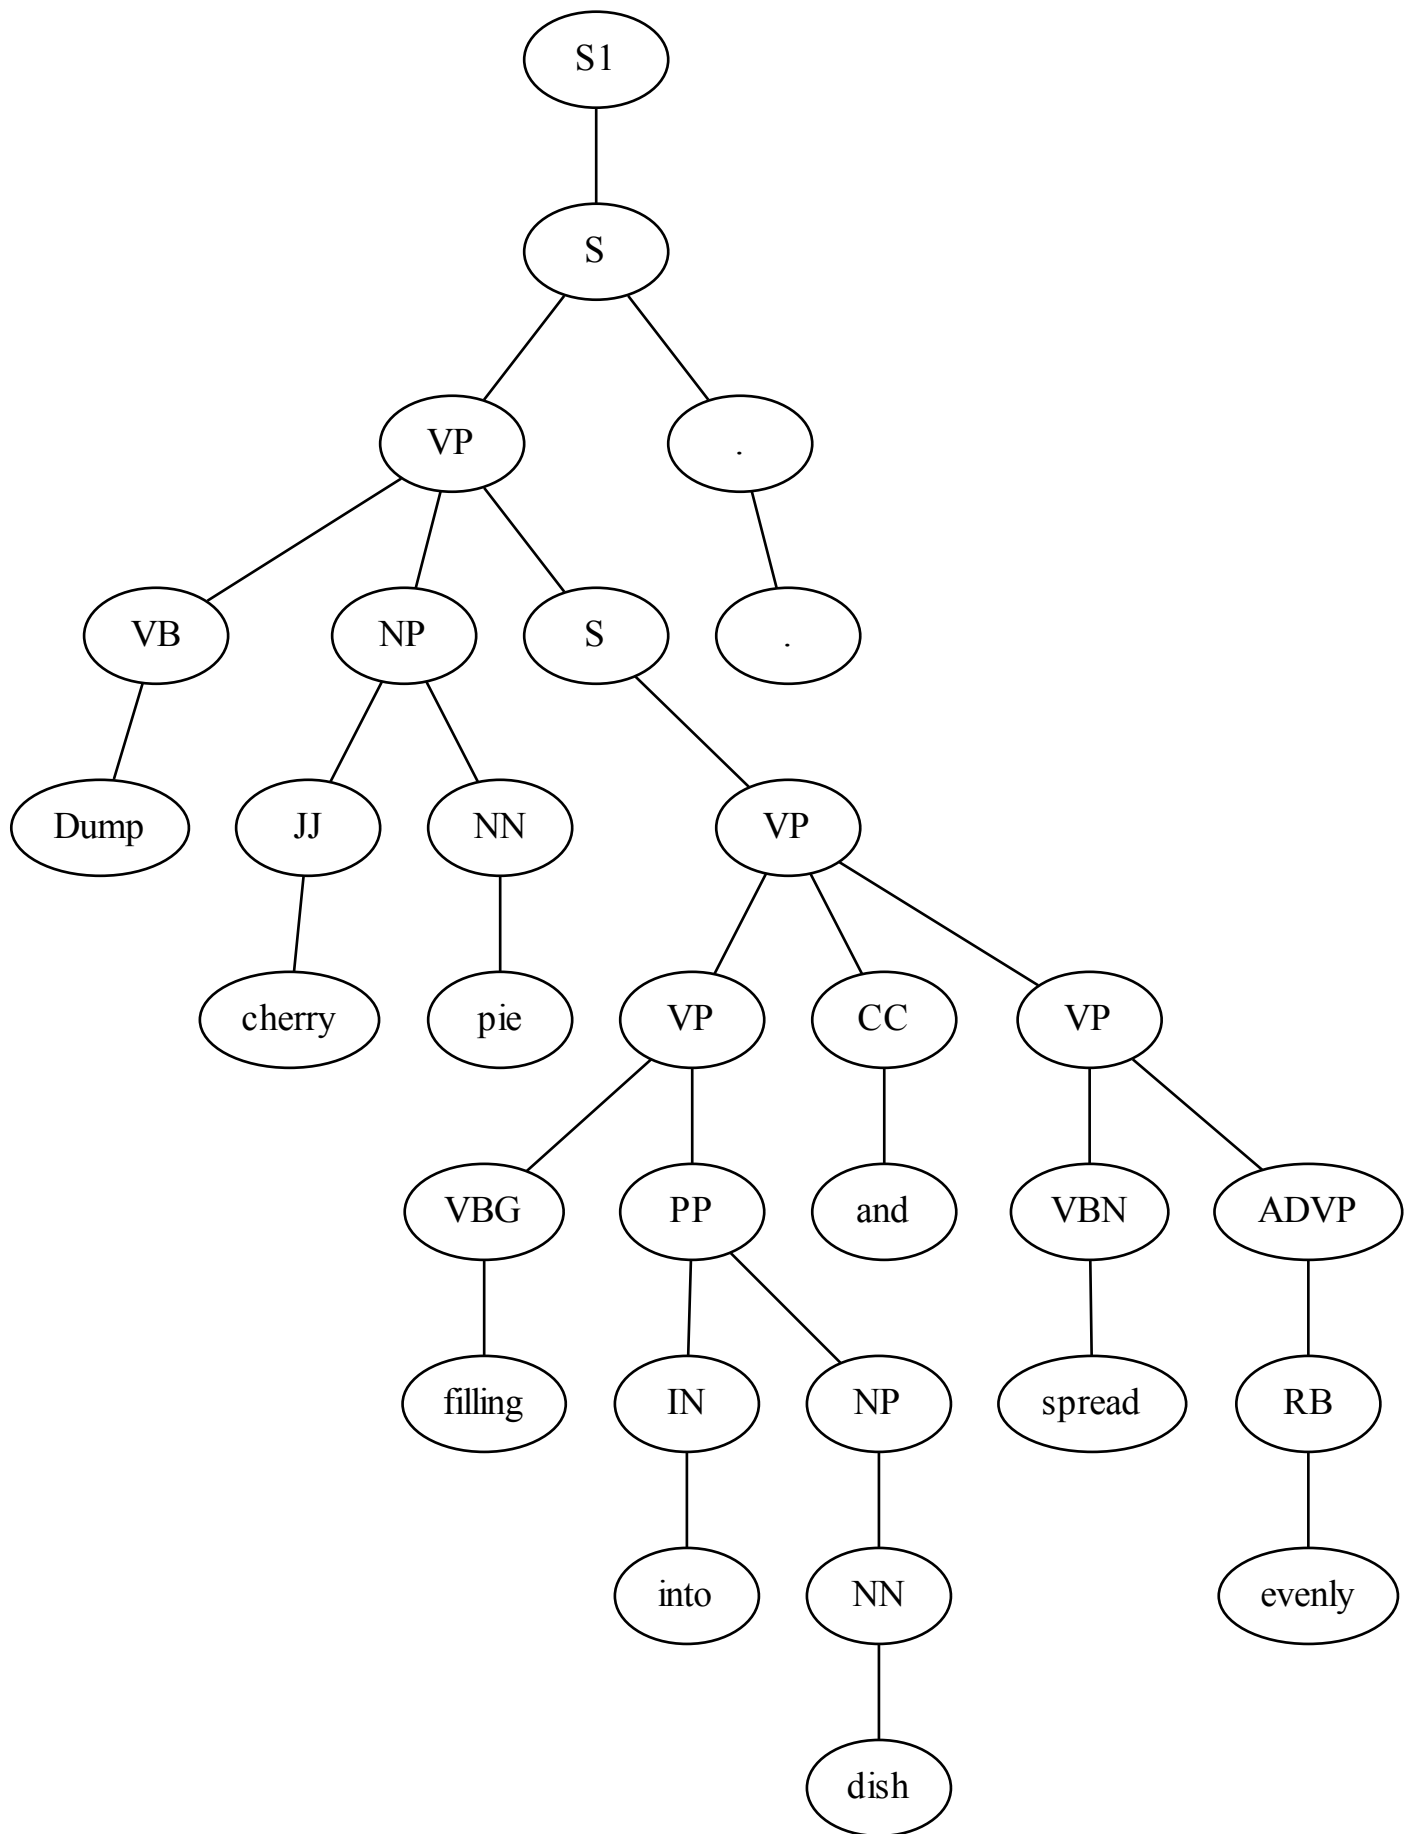 S1
S
VP .
VB NP S .
Dump JJ NN VP
cherry pie VP CC VP
VBG PP and VBN ADVP
filling IN NP spread RB
into NN evenly
dish